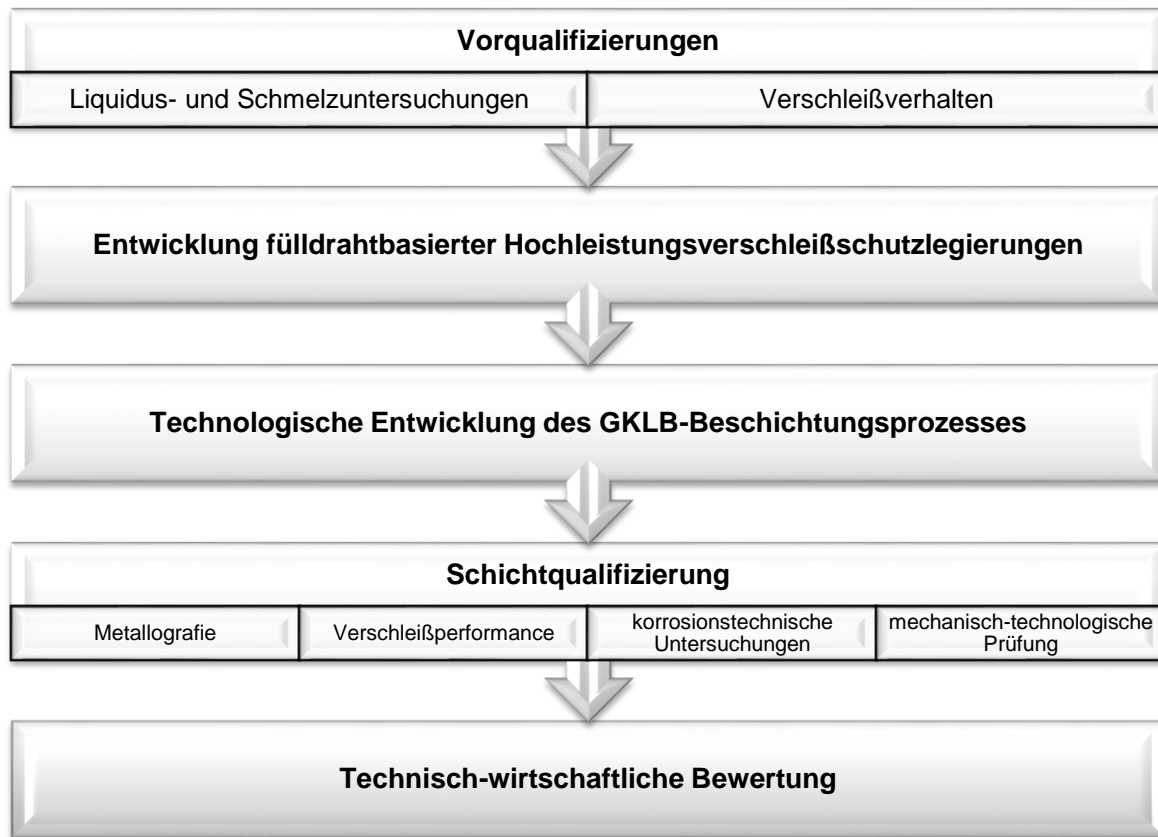 Vorqualifizierungen
Liquidus- und Schmelzuntersuchungen
Verschleißverhalten
Entwicklung fülldrahtbasierter Hochleistungsverschleißschutzlegierungen
Technologische Entwicklung des GKLB-Beschichtungsprozesses
Schichtqualifizierung
Metallografie
Verschleißperformance
korrosionstechnische
Untersuchungen
mechanisch-technologische
Prüfung
Technisch-wirtschaftliche Bewertung